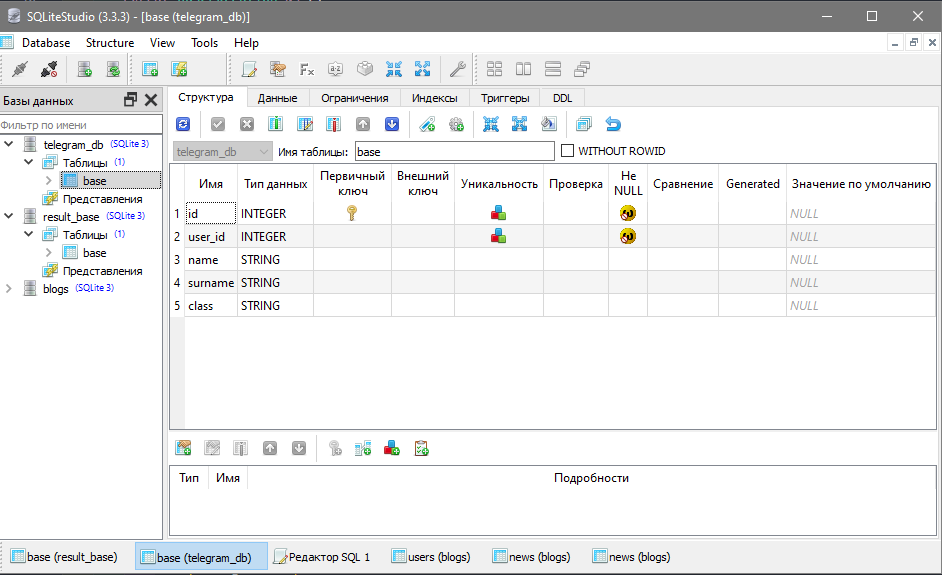 SQLiteStudio (3.3.3) - [base (telegram_db)]
Database Structure View Tools Help
Базы данных
Фильтр по имени
telegram_db (SQLite 3)
Таблицы (1)
base
Представления
result_base (SQLite 3)
Таблицы (1)
base
Представления
blogs (SQLite 3)
Структура Данные Ограничения Индексы Триггеры DDL
telegram_db Имя таблицы: base WITHOUT ROWID
Имя Тип данных Первичный ключ Внешний ключ Уникальность Проверка Не NULL Сравнение Generated Значение по умолчанию
1 id INTEGER NULL
2 user_id INTEGER NULL
3 name STRING NULL
4 surname STRING NULL
5 class STRING NULL
Тип Имя Подробности
base (result_base) base (telegram_db) Редактор SQL 1 users (blogs) news (blogs) news (blogs)